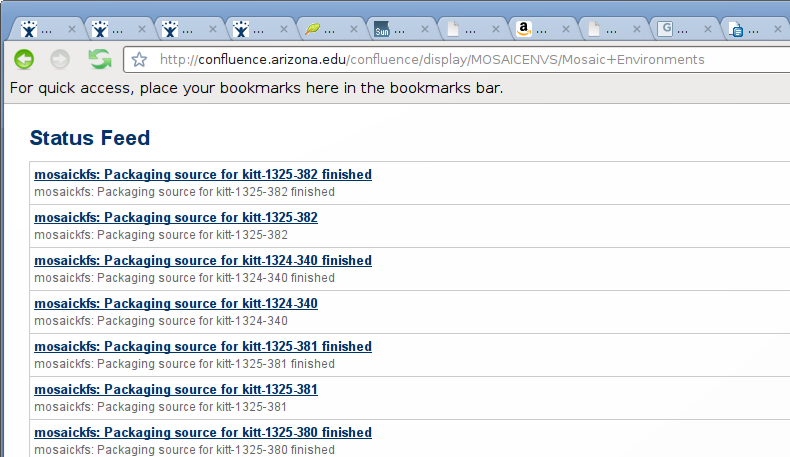 ... ... ... ... ... ... ... ... ... ... ...
Sun
a
G
http://confluence.arizona.edu/confluence/display/MOSAICENVS/Mosaic+Environments
For quick access, place your bookmarks here in the bookmarks bar.
Status Feed
mosaickfs: Packaging source for kitt-1325-382 finished
mosaickfs: Packaging source for kitt-1325-382 finished
mosaickfs: Packaging source for kitt-1325-382
mosaickfs: Packaging source for kitt-1325-382
mosaickfs: Packaging source for kitt-1324-340 finished
mosaickfs: Packaging source for kitt-1324-340 finished
mosaickfs: Packaging source for kitt-1324-340
mosaickfs: Packaging source for kitt-1324-340
mosaickfs: Packaging source for kitt-1325-381 finished
mosaickfs: Packaging source for kitt-1325-381 finished
mosaickfs: Packaging source for kitt-1325-381
mosaickfs: Packaging source for kitt-1325-381
mosaickfs: Packaging source for kitt-1325-380 finished
mosaickfs: Packaging source for kitt-1325-380 finished